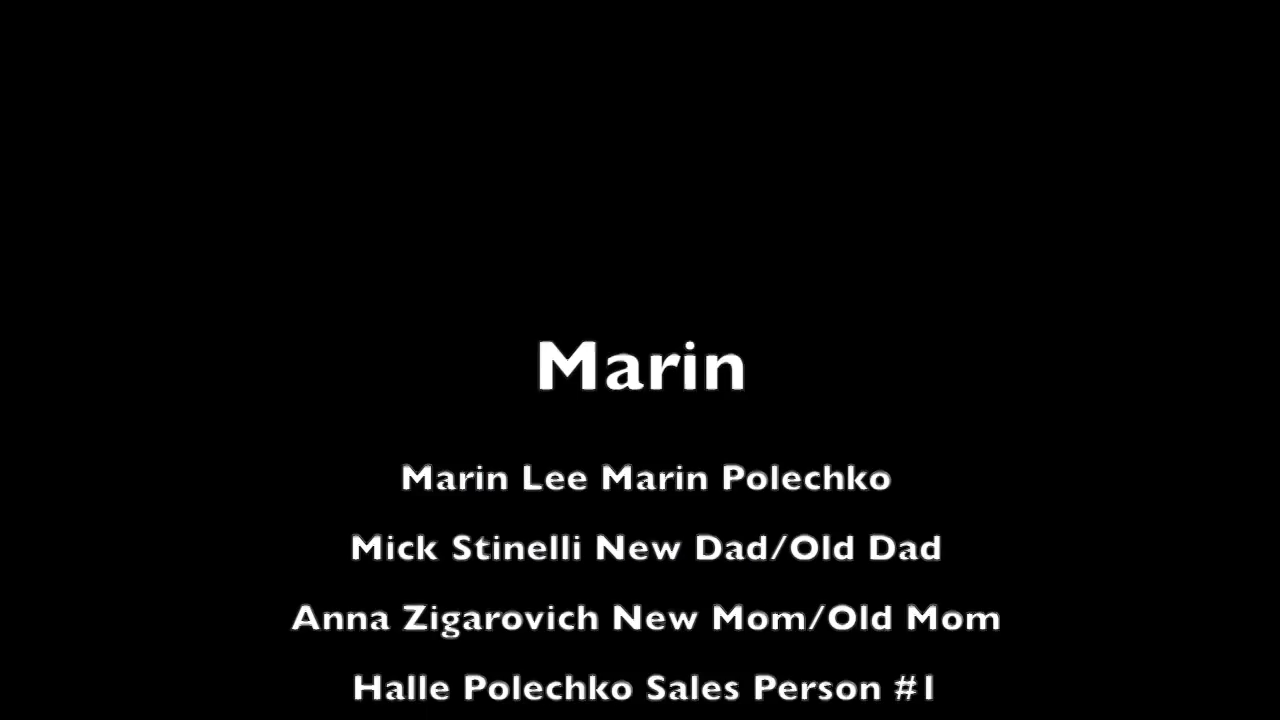 Marin
Marin Lee Marin Polechko
Mick Stinelli New Dad/Old Dad
Anna Zigarovich New Mom/Old Mom
Halle Polechko Sales Person #1